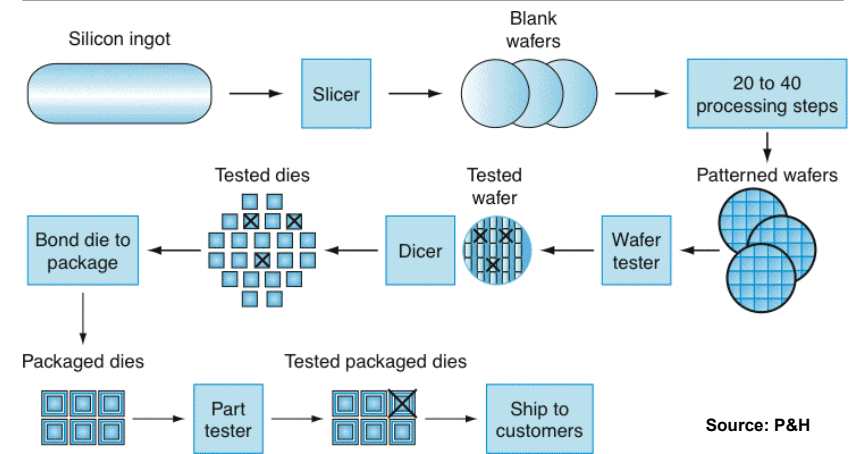 Silicon ingot
Slicer
Blank
wafers
20 to 40
processing steps
Patterned wafers
Wafer
tester
Tested
wafer
Dicer
Tested dies
Bond die to
package
Packaged dies
Part
tester
Tested packaged dies
Ship to
customers
Source: P&H